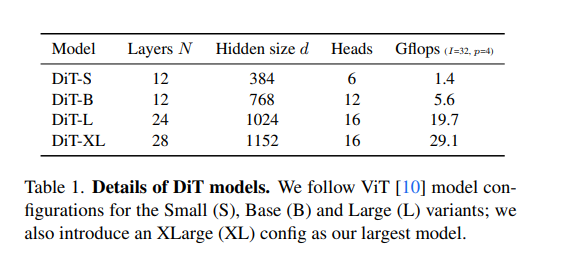 Model Layers N Hidden size d Heads Gflops (I=32, p=4)
DiT-S 12 384 6 1.4
DiT-B 12 768 12 5.6
DiT-L 24 1024 16 19.7
DiT-XL 28 1152 16 29.1
Table 1. Details of DiT models. We follow ViT [10] model con-
figurations for the Small (S), Base (B) and Large (L) variants; we
also introduce an XLarge (XL) config as our largest model.